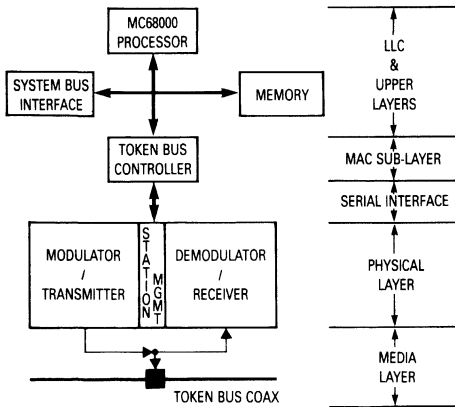 MC68000
PROCESSOR
LLC
&
UPPER
LAYERS
SYSTEM BUS
INTERFACE
MEMORY
TOKEN BUS
CONTROLLER
MAC SUB-LAYER
SERIAL INTERFACE
MODULATOR
/
TRANSMITTER
STATION
MGMT
DEMODULATOR
/
RECEIVER
PHYSICAL
LAYER
MEDIA
LAYER
TOKEN BUS COAX